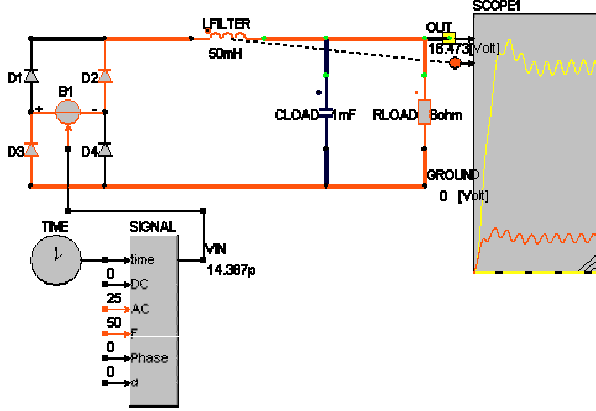 SCOPE1
LFILTER
OUT
16.473[Volt]
50mH
D1
D2
B1
+
-
CLOAD
1mF
RLOAD
8ohm
D3
D4
GROUND
0 [Volt]
TIME
SIGNAL
VIN
14.387p
time
0
DC
25
AC
50
F
0
Phase
0
d